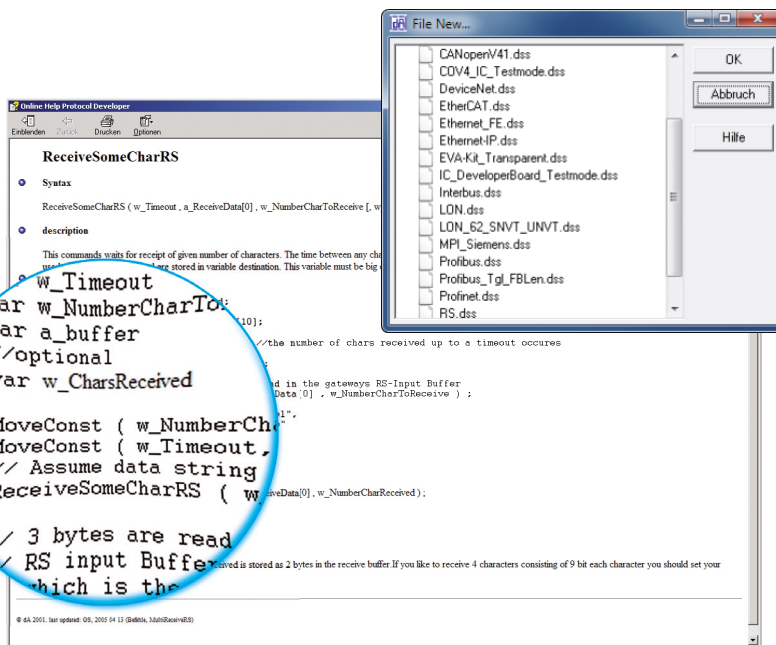 File New...
CANopenV41.dss
COV4_IC_Testmode.dss
DeviceNet.dss
EtherCAT.dss
Ethernet_FE.dss
Ethernet-IP.dss
EVA-Kit_Transparent.dss
IC_DeveloperBoard_Testmode.dss
Interbus.dss
LON.dss
LON_62_SNVT_UNVT.dss
MPI_Siemens.dss
Profibus.dss
Profibus_Tgl_FBLen.dss
Profinet.dss
RS.dss
OK
Abbruch
Hilfe
Online Help Protocol Developer
Einblenden Zurück Drucken Optionen
ReceiveSomeCharRS
Syntax
ReceiveSomeCharRS ( w_Timeout , a_ReceiveData[0] , w_NumberCharToReceive [, w
description
This commands waits for receipt of given number of characters. The time between any cha
are stored in variable destination. This variable must be big
w_Timeout
ar w_NumberCharTo
[10];
ar a_buffer
//the number of chars received up to a timeout occures
/optional
var w_CharsReceived
d in the gateways RS-Input Buffer
Data[0] , w_NumberCharToReceive ) ;
MoveConst ( w_NumberCh
MoveConst ( w_Timeout,
// Assume data string
ReceiveSomeCharRS ( w_
eiveData[0] , w_NumberCharReceived ) ;
/ 3 bytes are read
/ RS input Buffe
eived is stored as 2 bytes in the receive buffer.If you like to receive 4 characters consisting of 9 bit each character you should set your
which is the
© dA 2001. last updated: OS, 2005 04 13 (Befehle, MultiReceiveRS)